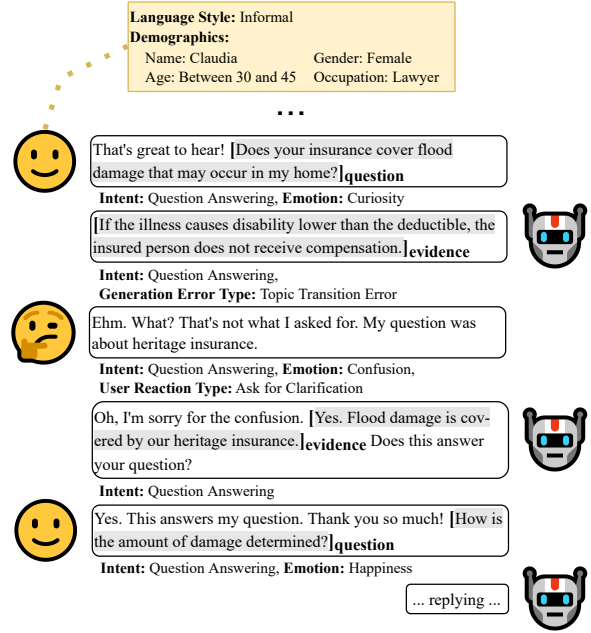 Language Style: Informal
Demographics:
Name: Claudia Gender: Female
Age: Between 30 and 45 Occupation: Lawyer
...
That's great to hear! [Does your insurance cover flood
damage that may occur in my home?]question
Intent: Question Answering, Emotion: Curiosity
[If the illness causes disability lower than the deductible, the
insured person does not receive compensation.]evidence
Intent: Question Answering,
Generation Error Type: Topic Transition Error
Ehm. What? That's not what I asked for. My question was
about heritage insurance.
Intent: Question Answering, Emotion: Confusion,
User Reaction Type: Ask for Clarification
Oh, I'm sorry for the confusion. [Yes. Flood damage is cov-
ered by our heritage insurance.]evidence Does this answer
your question?
Intent: Question Answering
Yes. This answers my question. Thank you so much! [How is
the amount of damage determined?]question
Intent: Question Answering, Emotion: Happiness
... replying ...